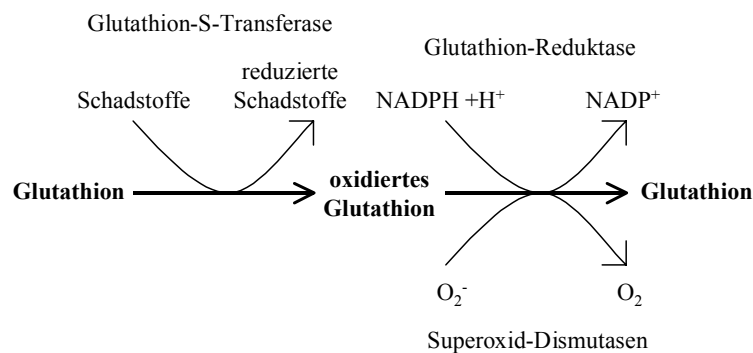 Glutathion-S-Transferase
Glutathion-Reduktase
reduzierte
Schadstoffe
Schadstoffe
NADPH +H⁺
NADP⁺
Glutathion
oxidiertes
Glutathion
Glutathion
O₂⁻
O₂
Superoxid-Dismutasen